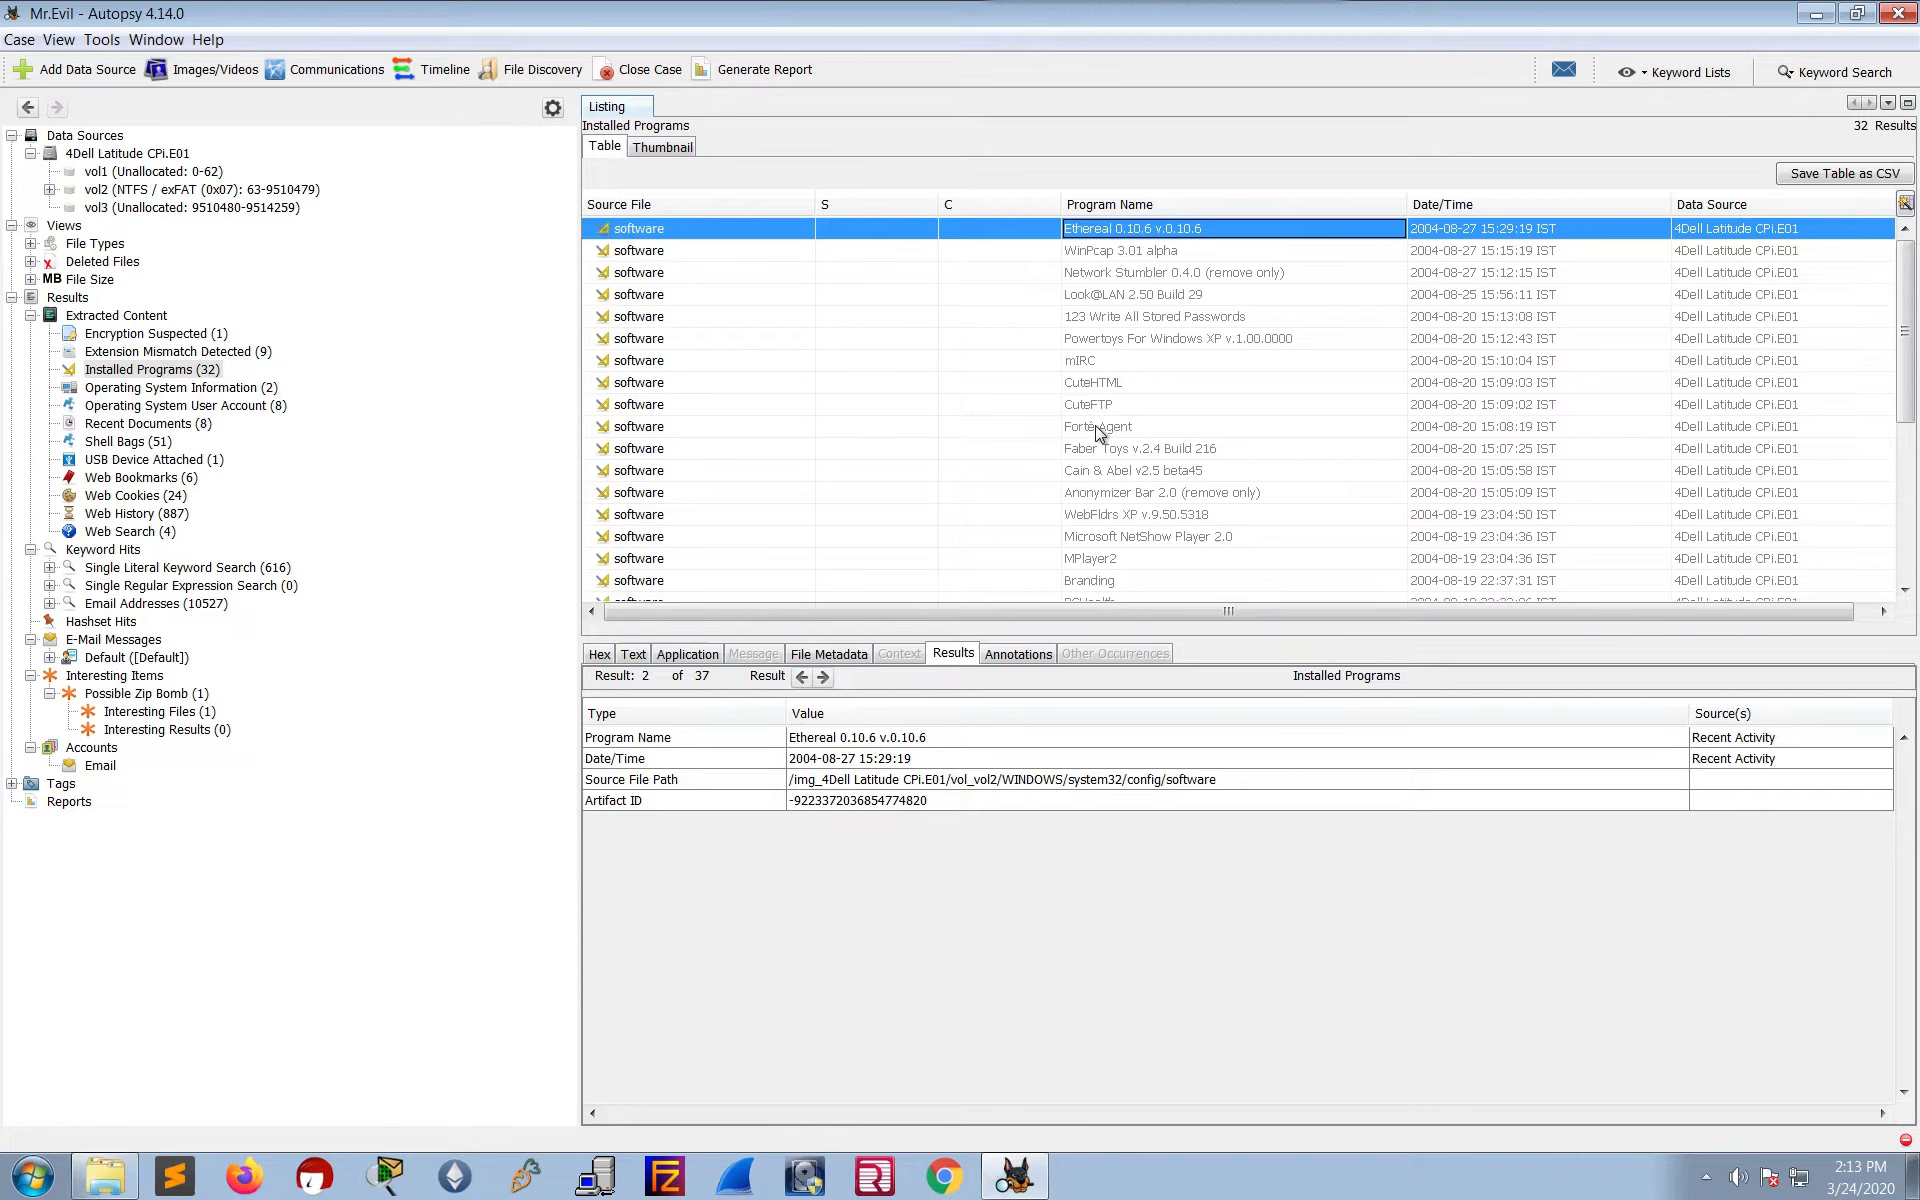 Mr.Evil - Autopsy 4.14.0
Case View Tools Window Help
Add Data Source Images/Videos Communications Timeline File Discovery Close Case Generate Report Keyword Lists Keyword Search
Data Sources
4Dell Latitude CPi.E01
vol1 (Unallocated: 0-62)
vol2 (NTFS / exFAT (0x07): 63-9510479)
vol3 (Unallocated: 9510480-9514259)
Views
File Types
Deleted Files
MB File Size
Results
Extracted Content
Encryption Suspected (1)
Extension Mismatch Detected (9)
Installed Programs (32)
Operating System Information (2)
Operating System User Account (8)
Recent Documents (8)
Shell Bags (51)
USB Device Attached (1)
Web Bookmarks (6)
Web Cookies (24)
Web History (887)
Web Search (4)
Keyword Hits
Single Literal Keyword Search (616)
Single Regular Expression Search (0)
Email Addresses (10527)
Hashset Hits
E-Mail Messages
Default ([Default])
Interesting Items
Possible Zip Bomb (1)
Interesting Files (1)
Interesting Results (0)
Accounts
Email
Tags
Reports
Listing
Installed Programs 32 Results
Table Thumbnail
Save Table as CSV
Source File S C Program Name Date/Time Data Source
software Ethereal 0.10.6 v.0.10.6 2004-08-27 15:29:19 IST 4Dell Latitude CPi.E01
software WinPcap 3.01 alpha 2004-08-27 15:15:19 IST 4Dell Latitude CPi.E01
software Network Stumbler 0.4.0 (remove only) 2004-08-27 15:12:15 IST 4Dell Latitude CPi.E01
software Look@LAN 2.50 Build 29 2004-08-25 15:56:11 IST 4Dell Latitude CPi.E01
software 123 Write All Stored Passwords 2004-08-20 15:13:08 IST 4Dell Latitude CPi.E01
software Powertoys For Windows XP v.1.00.0000 2004-08-20 15:12:43 IST 4Dell Latitude CPi.E01
software mIRC 2004-08-20 15:10:04 IST 4Dell Latitude CPi.E01
software CuteHTML 2004-08-20 15:09:03 IST 4Dell Latitude CPi.E01
software CuteFTP 2004-08-20 15:09:02 IST 4Dell Latitude CPi.E01
software Forté Agent 2004-08-20 15:08:19 IST 4Dell Latitude CPi.E01
software Faber Toys v.2.4 Build 216 2004-08-20 15:07:25 IST 4Dell Latitude CPi.E01
software Cain & Abel v2.5 beta45 2004-08-20 15:05:58 IST 4Dell Latitude CPi.E01
software Anonymizer Bar 2.0 (remove only) 2004-08-20 15:05:09 IST 4Dell Latitude CPi.E01
software WebFldrs XP v.9.50.5318 2004-08-19 23:04:50 IST 4Dell Latitude CPi.E01
software Microsoft NetShow Player 2.0 2004-08-19 23:04:36 IST 4Dell Latitude CPi.E01
software MPlayer2 2004-08-19 23:04:36 IST 4Dell Latitude CPi.E01
software Branding 2004-08-19 22:37:31 IST 4Dell Latitude CPi.E01
Hex Text Application Message File Metadata Context Results Annotations Other Occurrences
Result: 2 of 37 Result Installed Programs
Type Value Source(s)
Program Name Ethereal 0.10.6 v.0.10.6 Recent Activity
Date/Time 2004-08-27 15:29:19 Recent Activity
Source File Path /img_4Dell Latitude CPi.E01/vol_vol2/WINDOWS/system32/config/software
Artifact ID -9223372036854774820
2:13 PM
3/24/2020